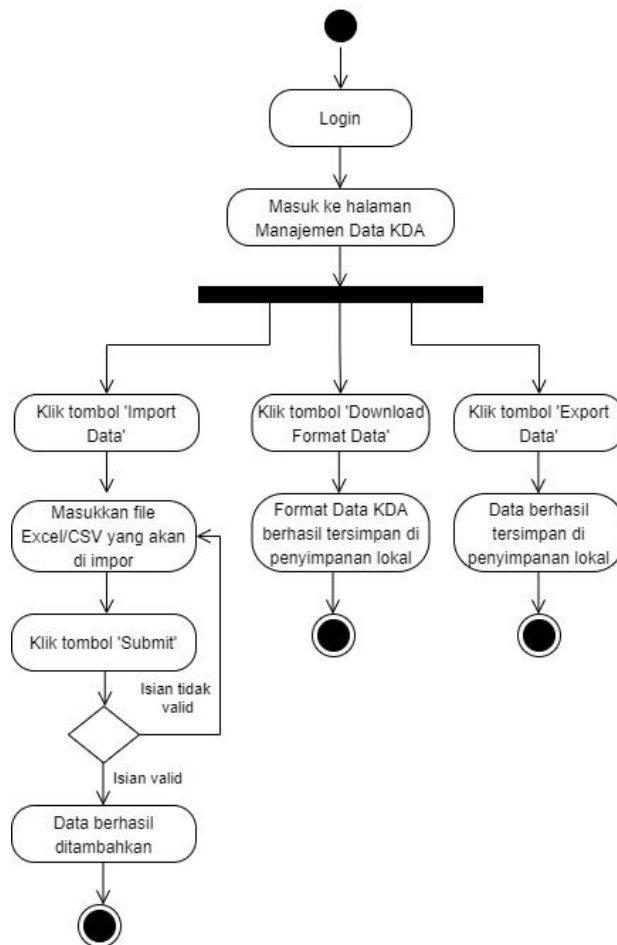 Login
Masuk ke halaman
Manajemen Data KDA
Klik tombol 'Import
Data'
Klik tombol 'Download
Format Data'
Klik tombol 'Export
Data'
Masukkan file
Excel/CSV yang akan
di impor
Format Data KDA
berhasil tersimpan di
penyimpanan lokal
Data berhasil
tersimpan di
penyimpanan lokal
Klik tombol 'Submit'
Isian tidak
valid
Isian valid
Data berhasil
ditambahkan